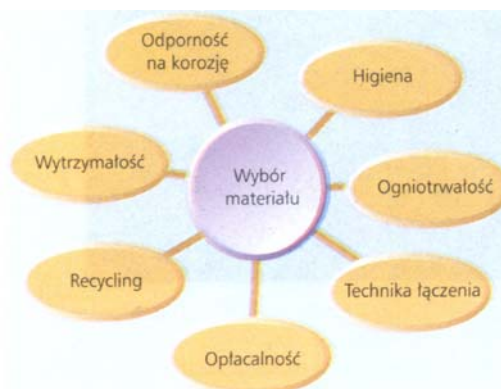 Odporność
na korozję
Higiena
Wytrzymałość
Wybór
materiału
Ogniotrwałość
Recycling
Technika łączenia
Opłacalność